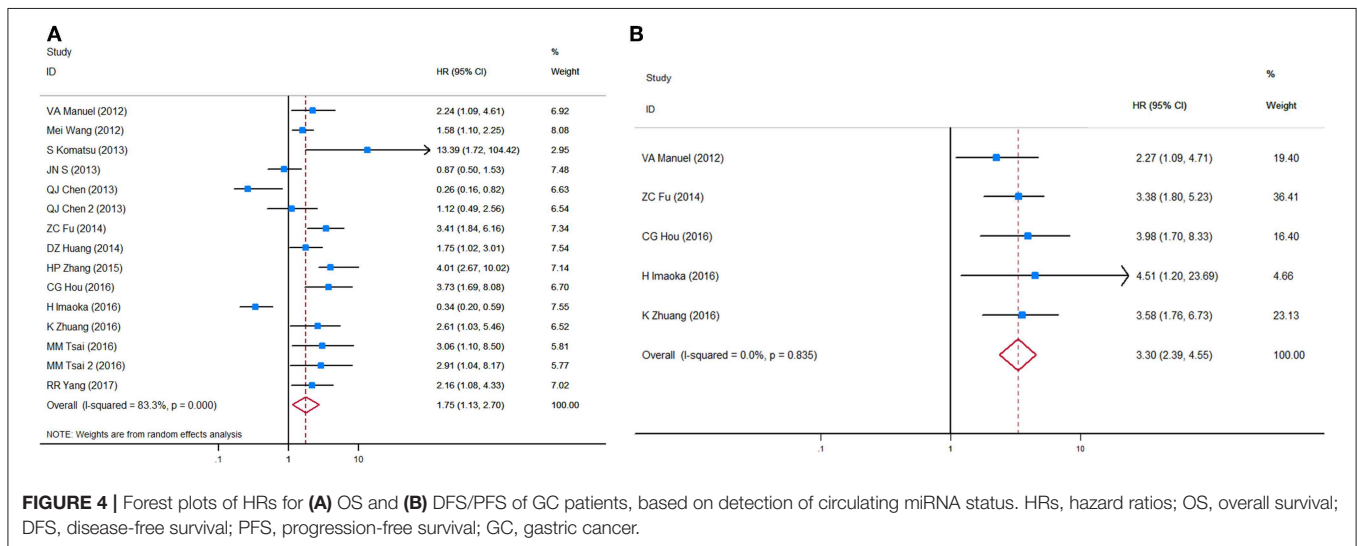 A
Study %
ID HR (95% CI) Weight
VA Manuel (2012) 2.24 (1.09, 4.61) 6.92
Mei Wang (2012) 1.58 (1.10, 2.25) 8.08
S Komatsu (2013) 13.39 (1.72, 104.42) 2.95
JN S (2013) 0.87 (0.50, 1.53) 7.48
QJ Chen (2013) 0.26 (0.16, 0.82) 6.63
QJ Chen 2 (2013) 1.12 (0.49, 2.56) 6.54
ZC Fu (2014) 3.41 (1.84, 6.16) 7.34
DZ Huang (2014) 1.75 (1.02, 3.01) 7.54
HP Zhang (2015) 4.01 (2.67, 10.02) 7.14
CG Hou (2016) 3.73 (1.69, 8.08) 6.70
H Imaoka (2016) 0.34 (0.20, 0.59) 7.55
K Zhuang (2016) 2.61 (1.03, 5.46) 6.52
MM Tsai (2016) 3.06 (1.10, 8.50) 5.81
MM Tsai 2 (2016) 2.91 (1.04, 8.17) 5.77
RR Yang (2017) 2.16 (1.08, 4.33) 7.02
Overall (I-squared = 83.3%, p = 0.000) 1.75 (1.13, 2.70) 100.00
NOTE: Weights are from random effects analysis
.1 1 10
B
Study %
ID HR (95% CI) Weight
VA Manuel (2012) 2.27 (1.09, 4.71) 19.40
ZC Fu (2014) 3.38 (1.80, 5.23) 36.41
CG Hou (2016) 3.98 (1.70, 8.33) 16.40
H Imaoka (2016) 4.51 (1.20, 23.69) 4.66
K Zhuang (2016) 3.58 (1.76, 6.73) 23.13
Overall (I-squared = 0.0%, p = 0.835) 3.30 (2.39, 4.55) 100.00
.1 1 10
FIGURE 4 | Forest plots of HRs for (A) OS and (B) DFS/PFS of GC patients, based on detection of circulating miRNA status. HRs, hazard ratios; OS, overall survival;
DFS, disease-free survival; PFS, progression-free survival; GC, gastric cancer.